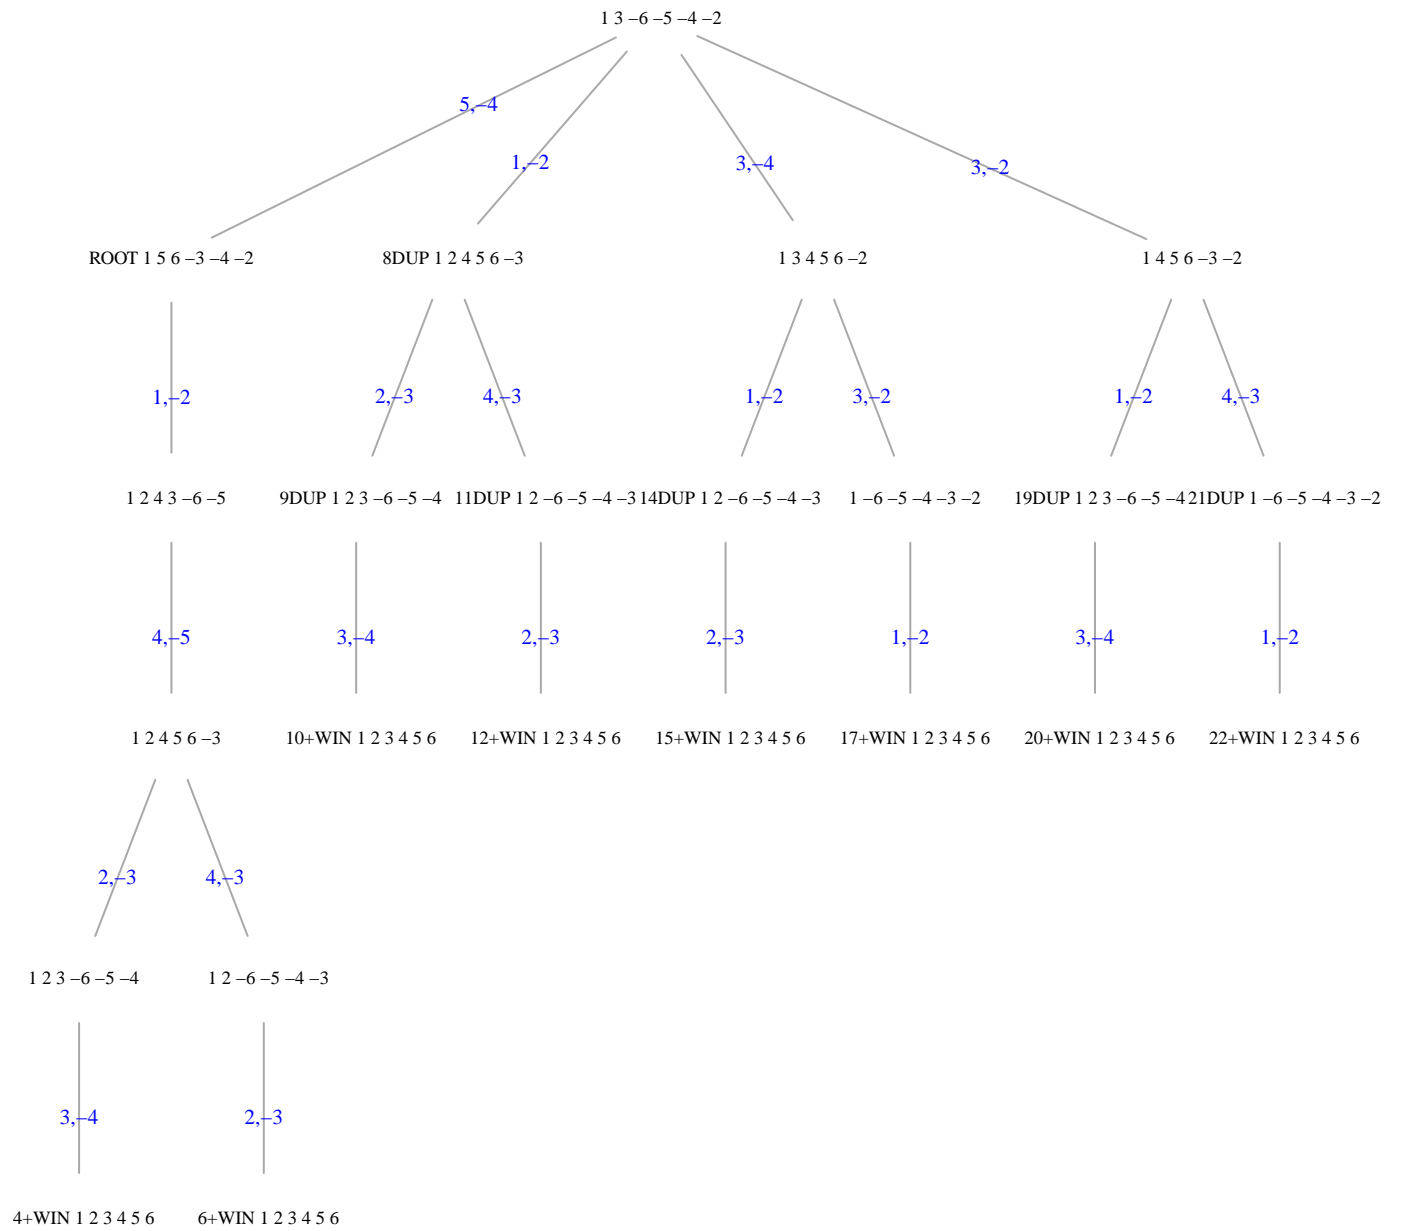 1 3 –6 –5 –4 –2
5,–4
1,–2
3,–4
3,–2
ROOT 1 5 6 –3 –4 –2
8DUP 1 2 4 5 6 –3
1 3 4 5 6 –2
1 4 5 6 –3 –2
1,–2
2,–3
4,–3
1,–2
3,–2
1,–2
4,–3
1 2 4 3 –6 –5
9DUP 1 2 3 –6 –5 –4
11DUP 1 2 –6 –5 –4 –3
14DUP 1 2 –6 –5 –4 –3
1 –6 –5 –4 –3 –2
19DUP 1 2 3 –6 –5 –4
21DUP 1 –6 –5 –4 –3 –2
4,–5
3,–4
2,–3
2,–3
1,–2
3,–4
1,–2
1 2 4 5 6 –3
10+WIN 1 2 3 4 5 6
12+WIN 1 2 3 4 5 6
15+WIN 1 2 3 4 5 6
17+WIN 1 2 3 4 5 6
20+WIN 1 2 3 4 5 6
22+WIN 1 2 3 4 5 6
2,–3
4,–3
1 2 3 –6 –5 –4
1 2 –6 –5 –4 –3
3,–4
2,–3
4+WIN 1 2 3 4 5 6
6+WIN 1 2 3 4 5 6